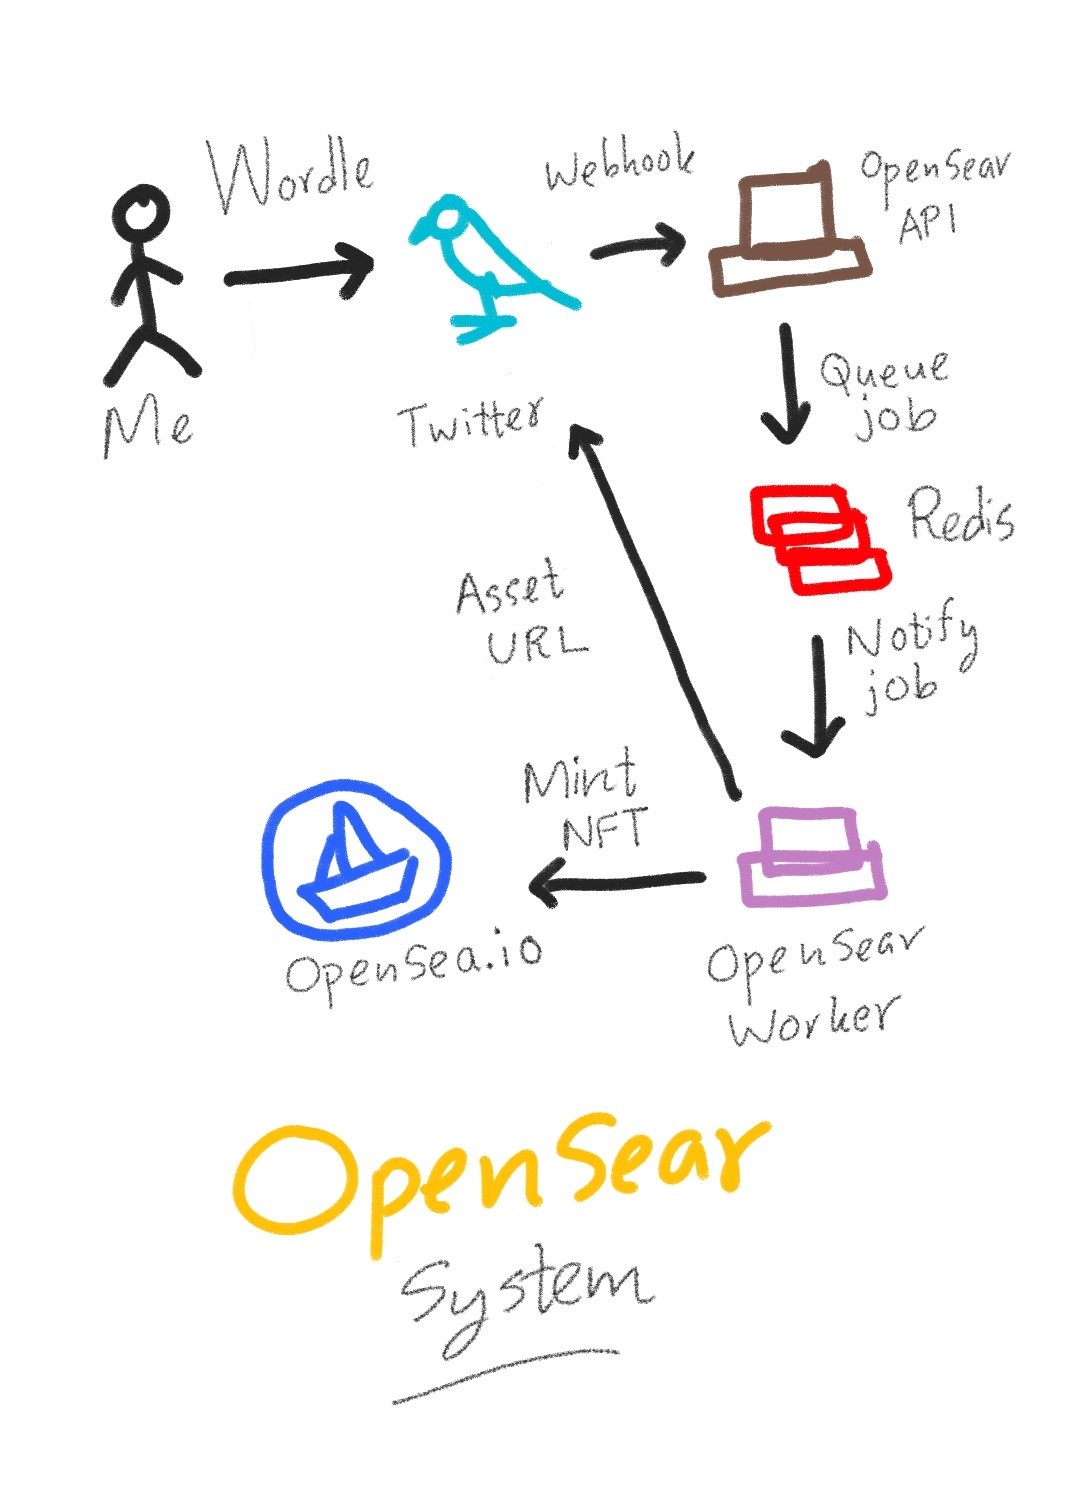 Wordle
Webhook
OpenSear
API
Me
Twitter
Queue
job
Redis
Asset
URL
Notify
job
Mint
NFT
OpenSea.io
OpenSear
Worker
OpenSear
System